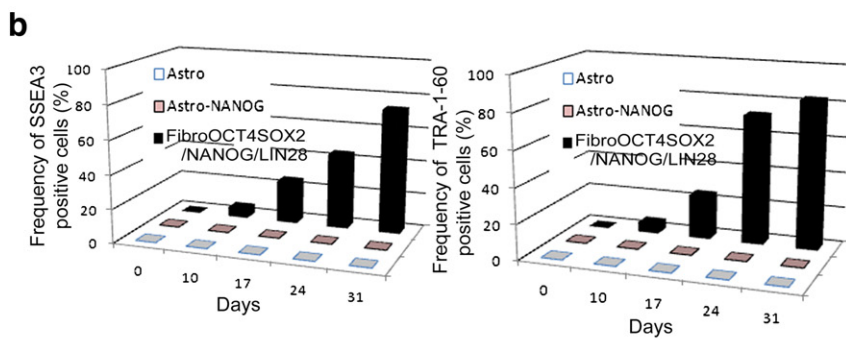 b
Frequency of SSEA3
positive cells (%)
100
80
60
40
20
0
Astro
Astro-NANOG
FibroOCT4SOX2
/NANOG/LIN28
0
10
17
24
31
Days
Frequency of TRA-1-60
positive cells (%)
100
80
60
40
20
0
Astro
Astro-NANOG
FibroOCT4SOX2
/NANOG/LIN28
0
10
17
24
31
Days